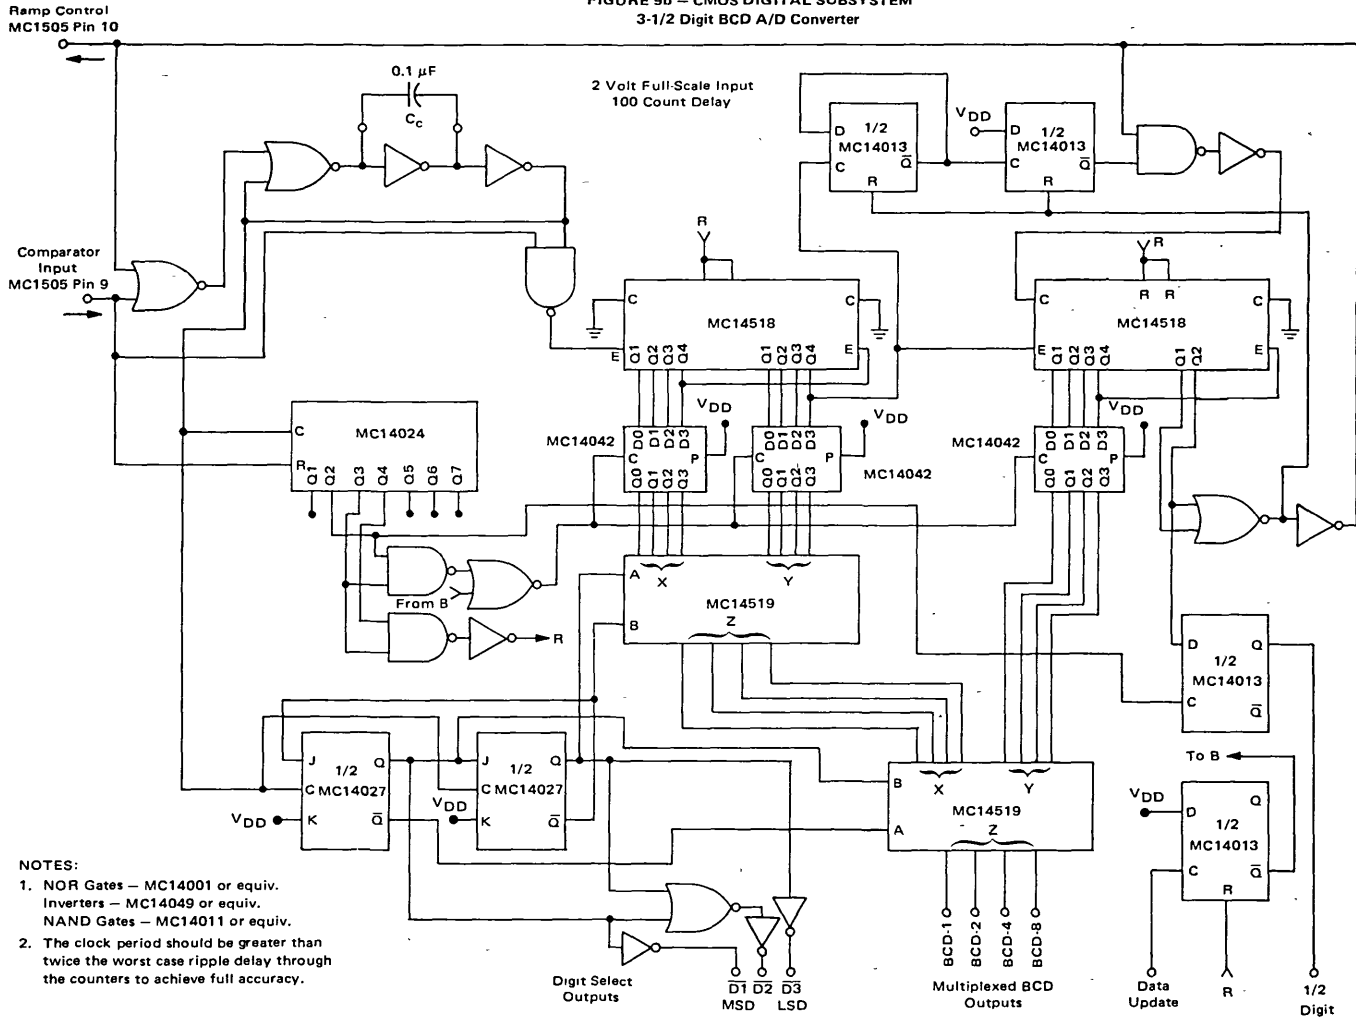 FIGURE 9b — CMOS DIGITAL SUBSYSTEM
3-1/2 Digit BCD A/D Converter
Ramp Control
MC1505 Pin 10
0.1 µF
Cc
2 Volt Full-Scale Input
100 Count Delay
D
1/2
MC14013
C
Q̅
R
VDD
D
1/2
MC14013
C
Q̅
R
Comparator
Input
MC1505 Pin 9
R
C
C
MC14518
E
Q1 Q2 Q3 Q4
Q1 Q2 Q3 Q4
E
R
R R
C
C
MC14518
E
Q1 Q2 Q3 Q4
Q1 Q2
E
MC14024
C
R
Q1 Q2 Q3 Q4 Q5 Q6 Q7
MC14042
D0 D1 D2 D3
C
P
Q0 Q1 Q2 Q3
VDD
D0 D1 D2 D3
C
P
Q0 Q1 Q2 Q3
VDD
MC14042
MC14042
D0 D1 D2 D3
C
P
Q0 Q1 Q2 Q3
VDD
From B
R
A
X
Y
MC14519
B
Z
D
Q
1/2
MC14013
C
Q̅
To B
J
Q
1/2
C
MC14027
K
Q̅
VDD
J
Q
1/2
C
MC14027
K
Q̅
VDD
B
X
Y
MC14519
A
Z
VDD
D
Q
1/2
MC14013
C
Q̅
R
NOTES:
1. NOR Gates — MC14001 or equiv.
Inverters — MC14049 or equiv.
NAND Gates — MC14011 or equiv.
2. The clock period should be greater than
twice the worst case ripple delay through
the counters to achieve full accuracy.
Digit Select
Outputs
D̅1̅ D̅2̅ D̅3̅
MSD LSD
BCD-1
BCD-2
BCD-4
BCD-8
Multiplexed BCD
Outputs
Data
Update
R
1/2
Digit